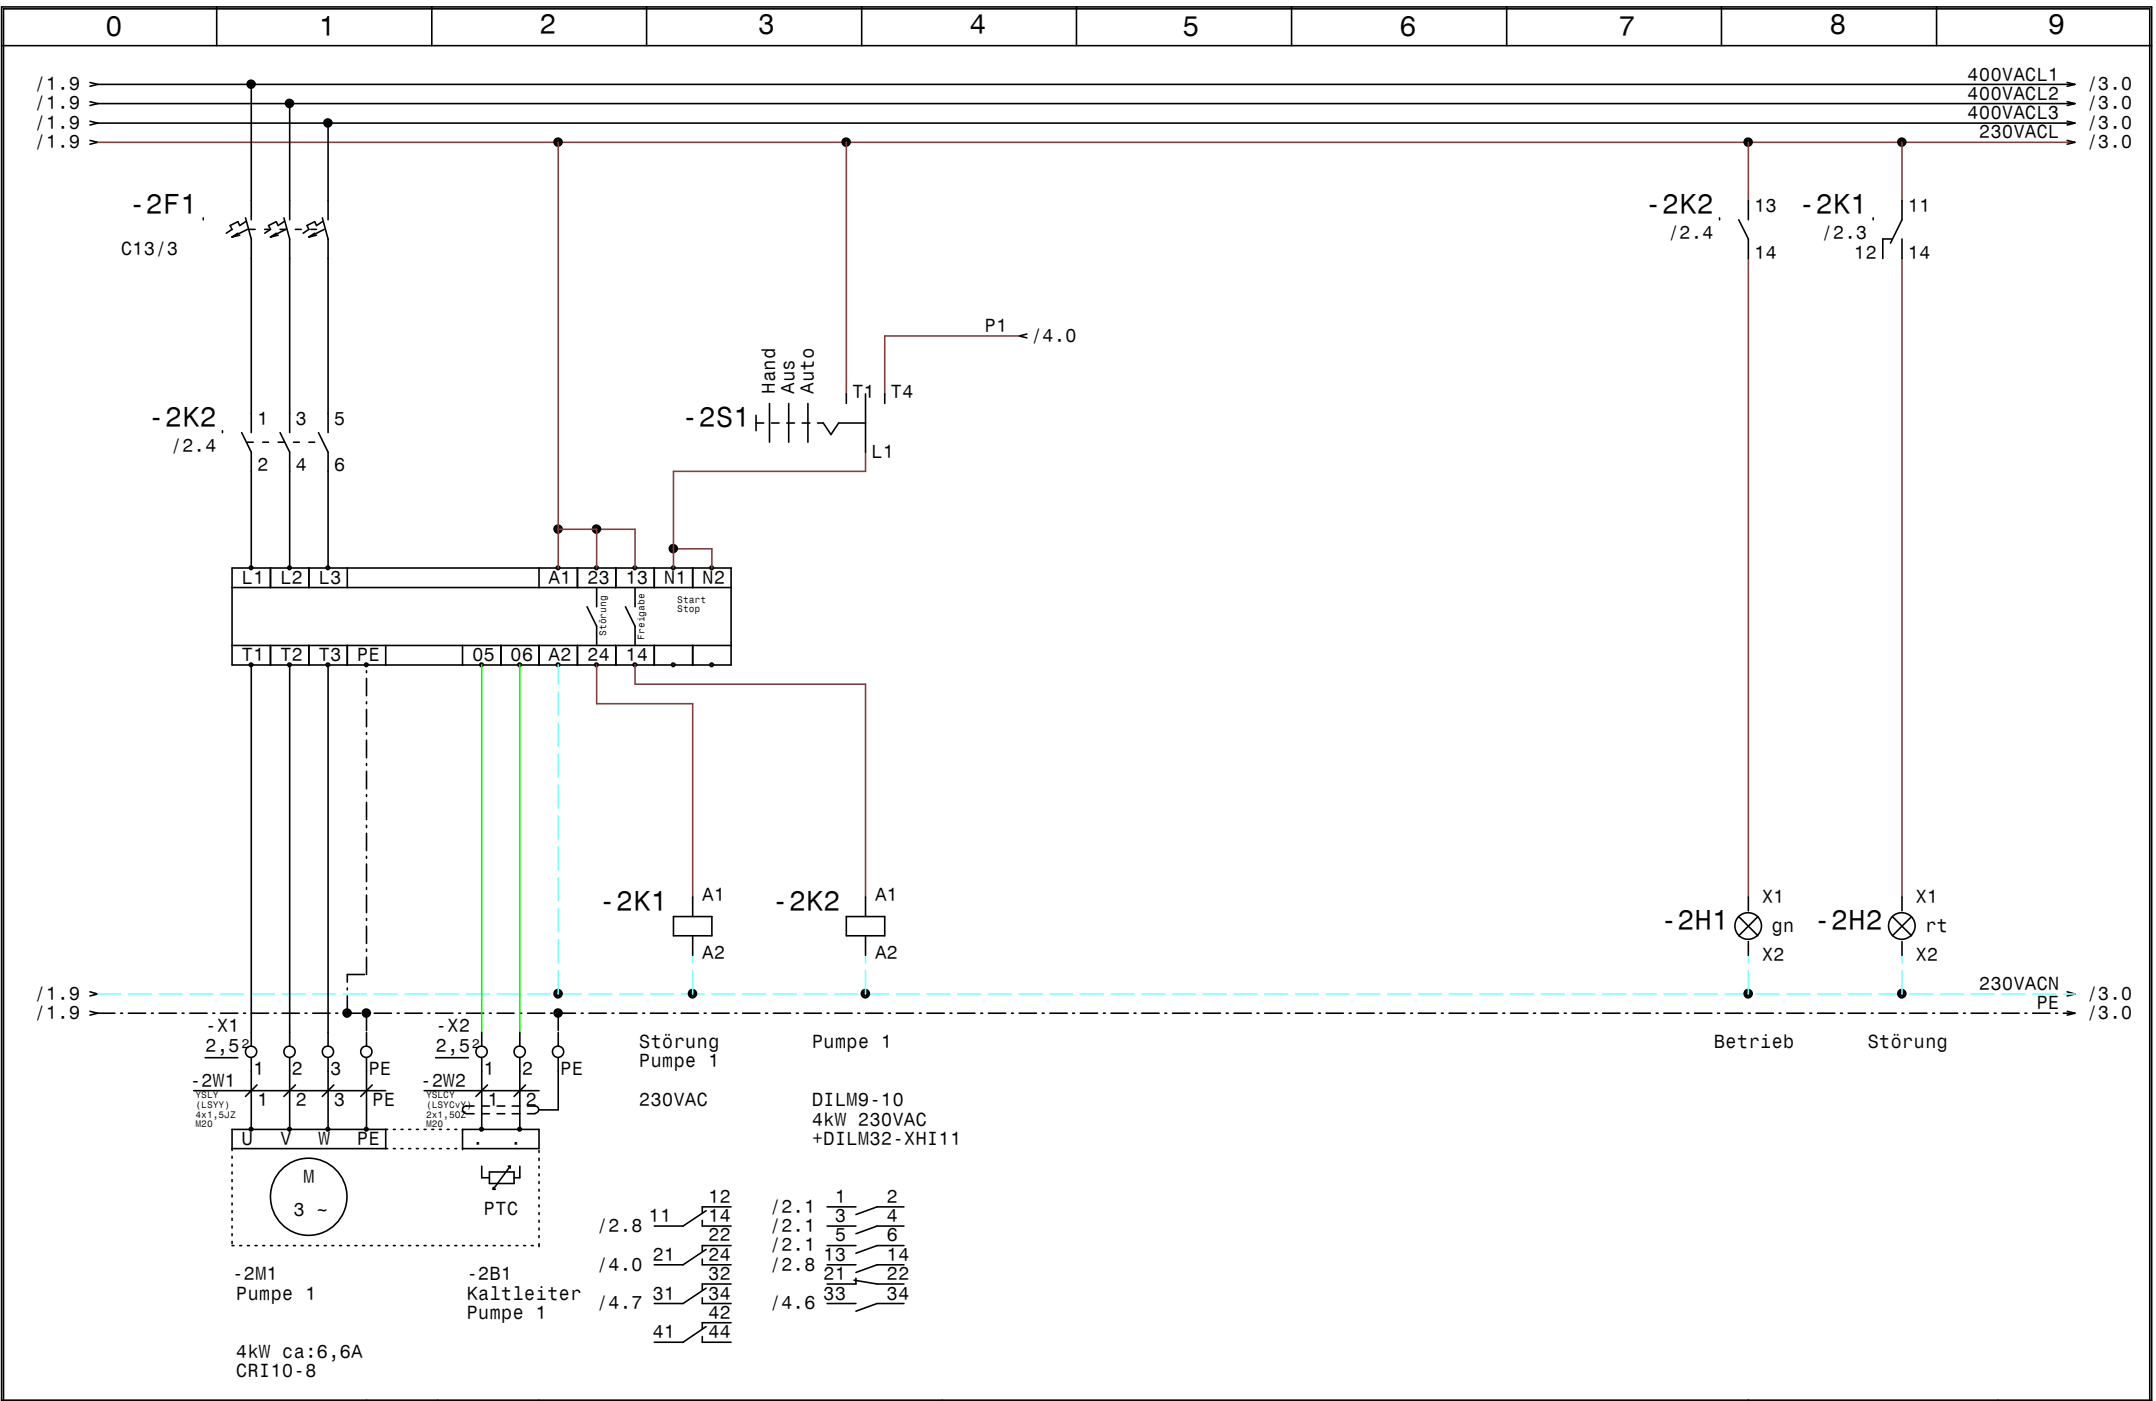 0 1 2 3 4 5 6 7 8 9
/1.9 400VACL1 /3.0
/1.9 400VACL2 /3.0
/1.9 400VACL3 /3.0
/1.9 230VACL /3.0
-2F1
C13/3
-2K2
/2.4
13
14
-2K1
/2.3
11
12 14
P1 /4.0
Hand
Aus
Auto
T1 T4
-2S1
L1
-2K2
/2.4
1 3 5
2 4 6
L1 L2 L3 A1 23 13 N1 N2
Störung
Freigabe
Start
Stop
T1 T2 T3 PE 05 06 A2 24 14
-2K1
A1
A2
-2K2
A1
A2
-2H1
X1
gn
X2
-2H2
X1
rt
X2
/1.9 230VACN /3.0
/1.9 PE /3.0
-X1
2,5²
1 2 3 PE
-2W1
YSLY
(LSYY)
4x1,5JZ
M20
1 2 3 PE
U V W PE
-X2
2,5²
1 2 PE
-2W2
YSLCY
(LSYCvY)
2x1,5OZ
M20
1 2
. .
M
3 ~
PTC
Störung
Pumpe 1
230VAC
Pumpe 1
DILM9-10
4kW 230VAC
+DILM32-XHI11
Betrieb
Störung
-2M1
Pumpe 1
4kW ca:6,6A
CRI10-8
-2B1
Kaltleiter
Pumpe 1
12
/2.8 11 14
22
/4.0 21 24
32
/4.7 31 34
42
41 44
/2.1 1 2
/2.1 3 4
/2.1 5 6
/2.8 13 14
21 22
/4.6 33 34